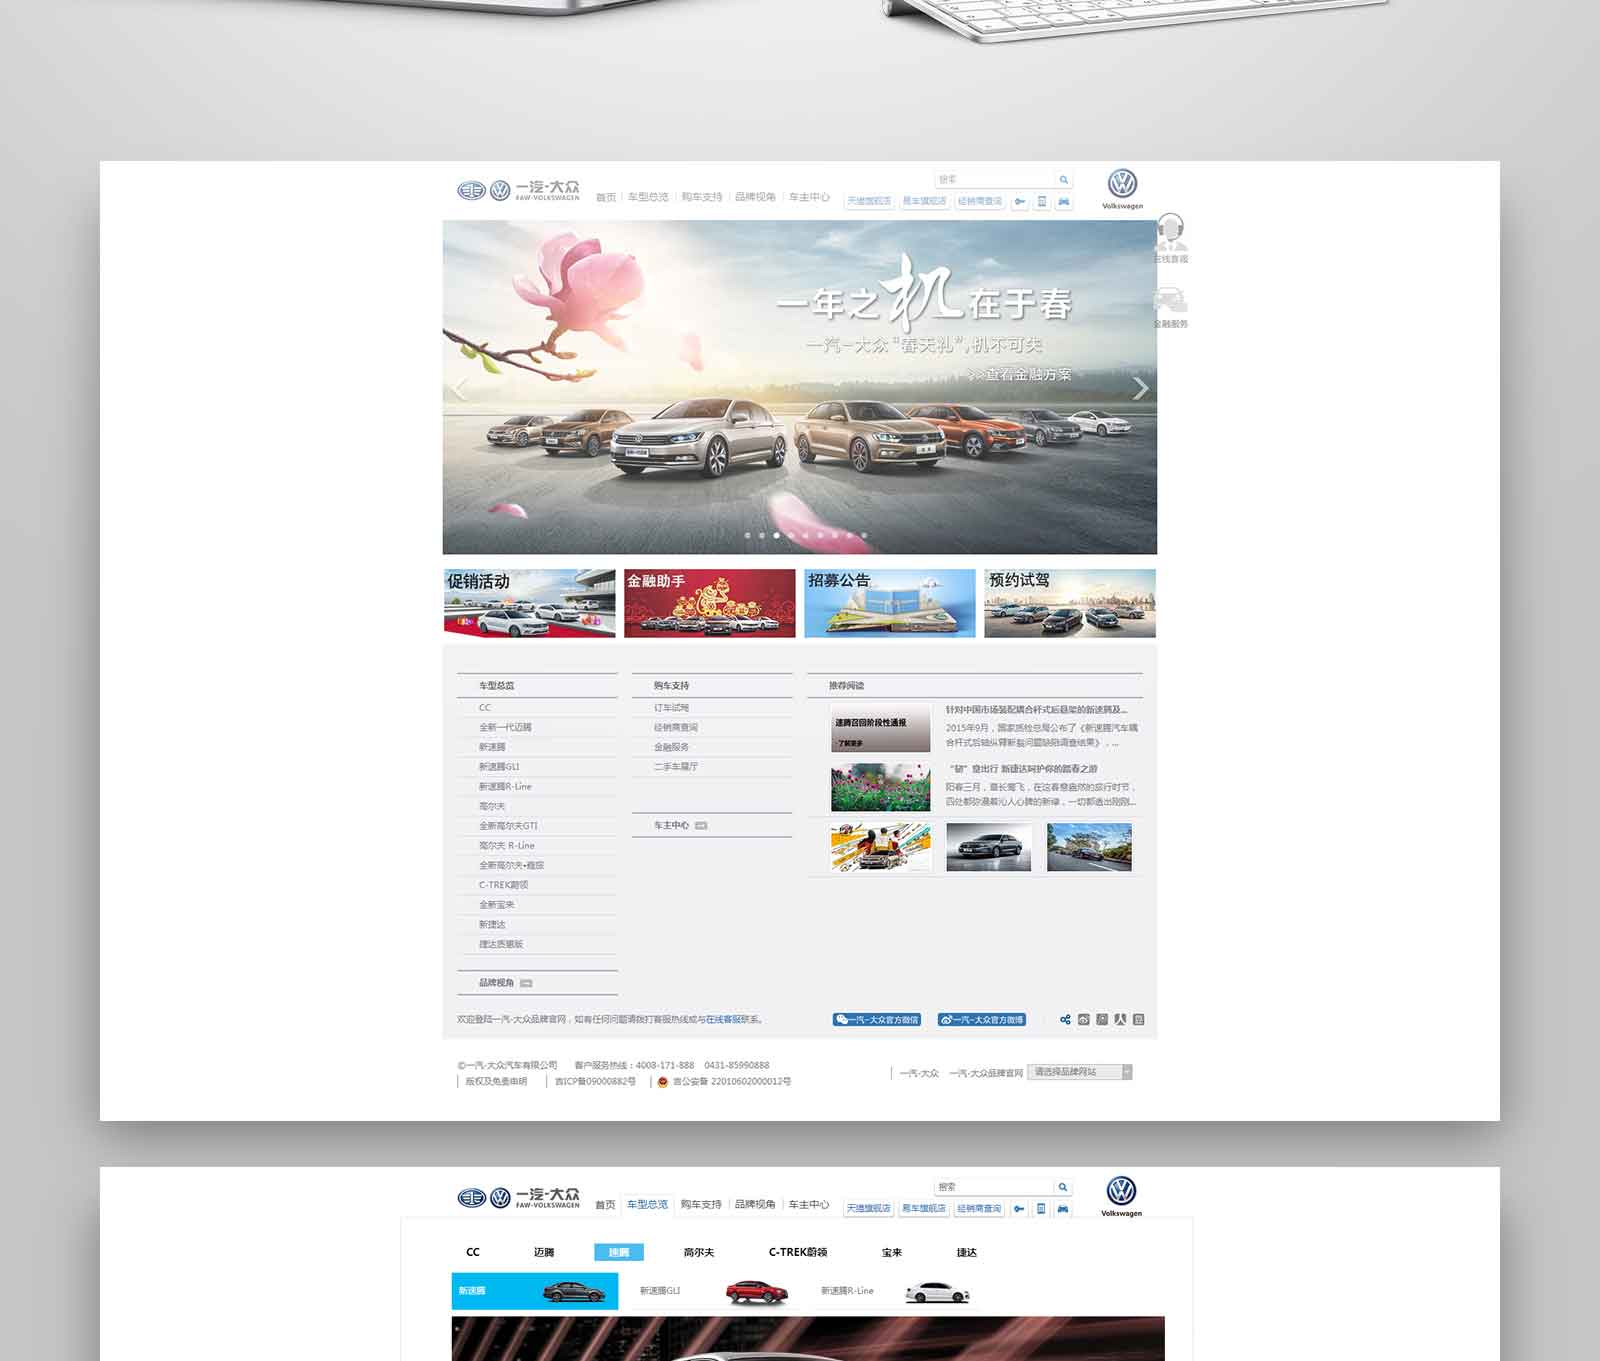 一汽-大众
FAW-VOLKSWAGEN
首页 车型总览 购车支持 品牌视角 车主中心
搜索
天猫旗舰店 易车旗舰店 经销商查询
Volkswagen
在线客服
金融服务
一年之机在于春
一汽-大众“春天礼”,机不可失
>>查看金融方案
促销活动
金融助手
招募公告
预约试驾
车型总览
CC
全新一代迈腾
新速腾
新速腾GLI
新速腾R-Line
高尔夫
全新高尔夫GTI
高尔夫 R-Line
全新高尔夫•嘉旅
C-TREK蔚领
全新宝来
新捷达
捷达质惠版
品牌视角
购车支持
订车试驾
经销商查询
金融服务
二手车展厅
车主中心
推荐阅读
速腾召回阶段性通报
·了解更多
针对中国市场装配耦合杆式后悬架的新速腾及...
2015年9月，国家质检总局公布了《新速腾汽车耦
合杆式后轴纵臂断裂问题缺陷调查结果》，...
“韧”意出行 新捷达呵护你的踏春之游
阳春三月，草长莺飞，在这春意盎然的旅行时节，
四处都弥漫着沁人心脾的新绿，一切都透出刚刚...
欢迎登陆一汽-大众品牌官网，如有任何问题请拨打客服热线或与在线客服联系。
一汽-大众官方微信
一汽-大众官方微博
©一汽-大众汽车有限公司 客户服务热线：4008-171-888 0431-85990888
版权及免责申明 吉ICP备09000882号 吉公安备 22010602000012号
一汽-大众 一汽-大众品牌官网 请选择品牌网站
一汽-大众
FAW-VOLKSWAGEN
首页 车型总览 购车支持 品牌视角 车主中心
搜索
天猫旗舰店 易车旗舰店 经销商查询
Volkswagen
CC 迈腾 速腾 高尔夫 C-TREK蔚领 宝来 捷达
新速腾 新速腾GLI 新速腾R-Line